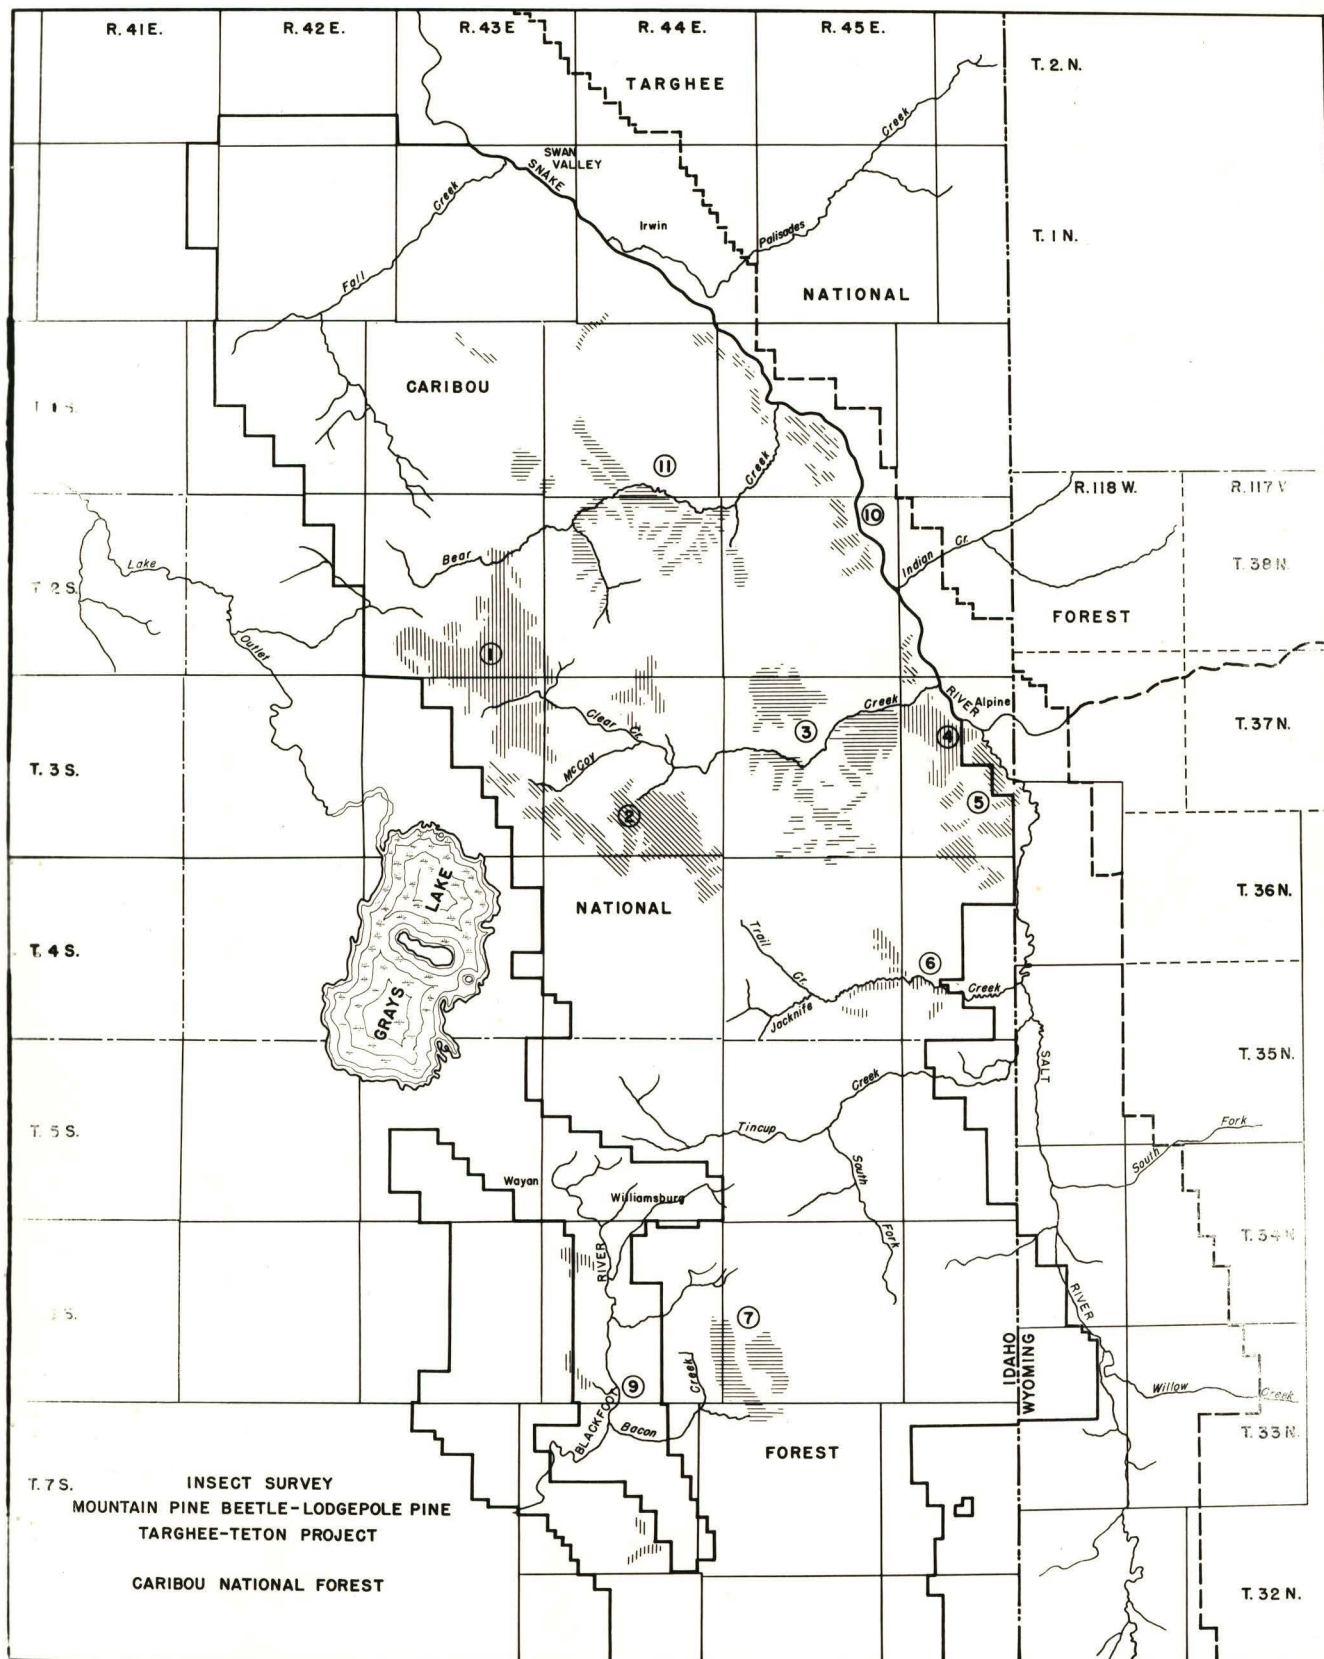 R. 41 E.
R. 42 E.
R. 43 E
R. 44 E.
R. 45 E.
T. 2. N.
TARGHEE
Creek
SWAN
VALLEY
SNAKE
Creek
Irwin
Palisades
T. 1 N.
Fall
NATIONAL
CARIBOU
T. 1 S.
11
Creek
R. 118 W.
R. 117
10
Bear
Indian Cr.
Lake
T. 38 N.
T. 2 S.
FOREST
Outlet
1
RIVER
Alpine
Creek
Clear Cr.
3
4
T. 37 N.
McCoy
T. 3 S.
5
2
LAKE
T. 36 N.
NATIONAL
Trail Cr.
T. 4 S.
6
Creek
GRAYS
Jacknife
SALT
T. 35 N.
Creek
Fork
T. 5 S.
Tincup
South
South
Wayan
Williamsburg
Fork
T. 34 N
RIVER
RIVER
S.
7
IDAHO
WYOMING
Creek
9
Willow
Creek
BLACKFOOT
Bacon
T. 33 N.
FOREST
T. 7 S.
INSECT SURVEY
MOUNTAIN PINE BEETLE-LODGEPOLE PINE
TARGHEE-TETON PROJECT
CARIBOU NATIONAL FOREST
T. 32 N.